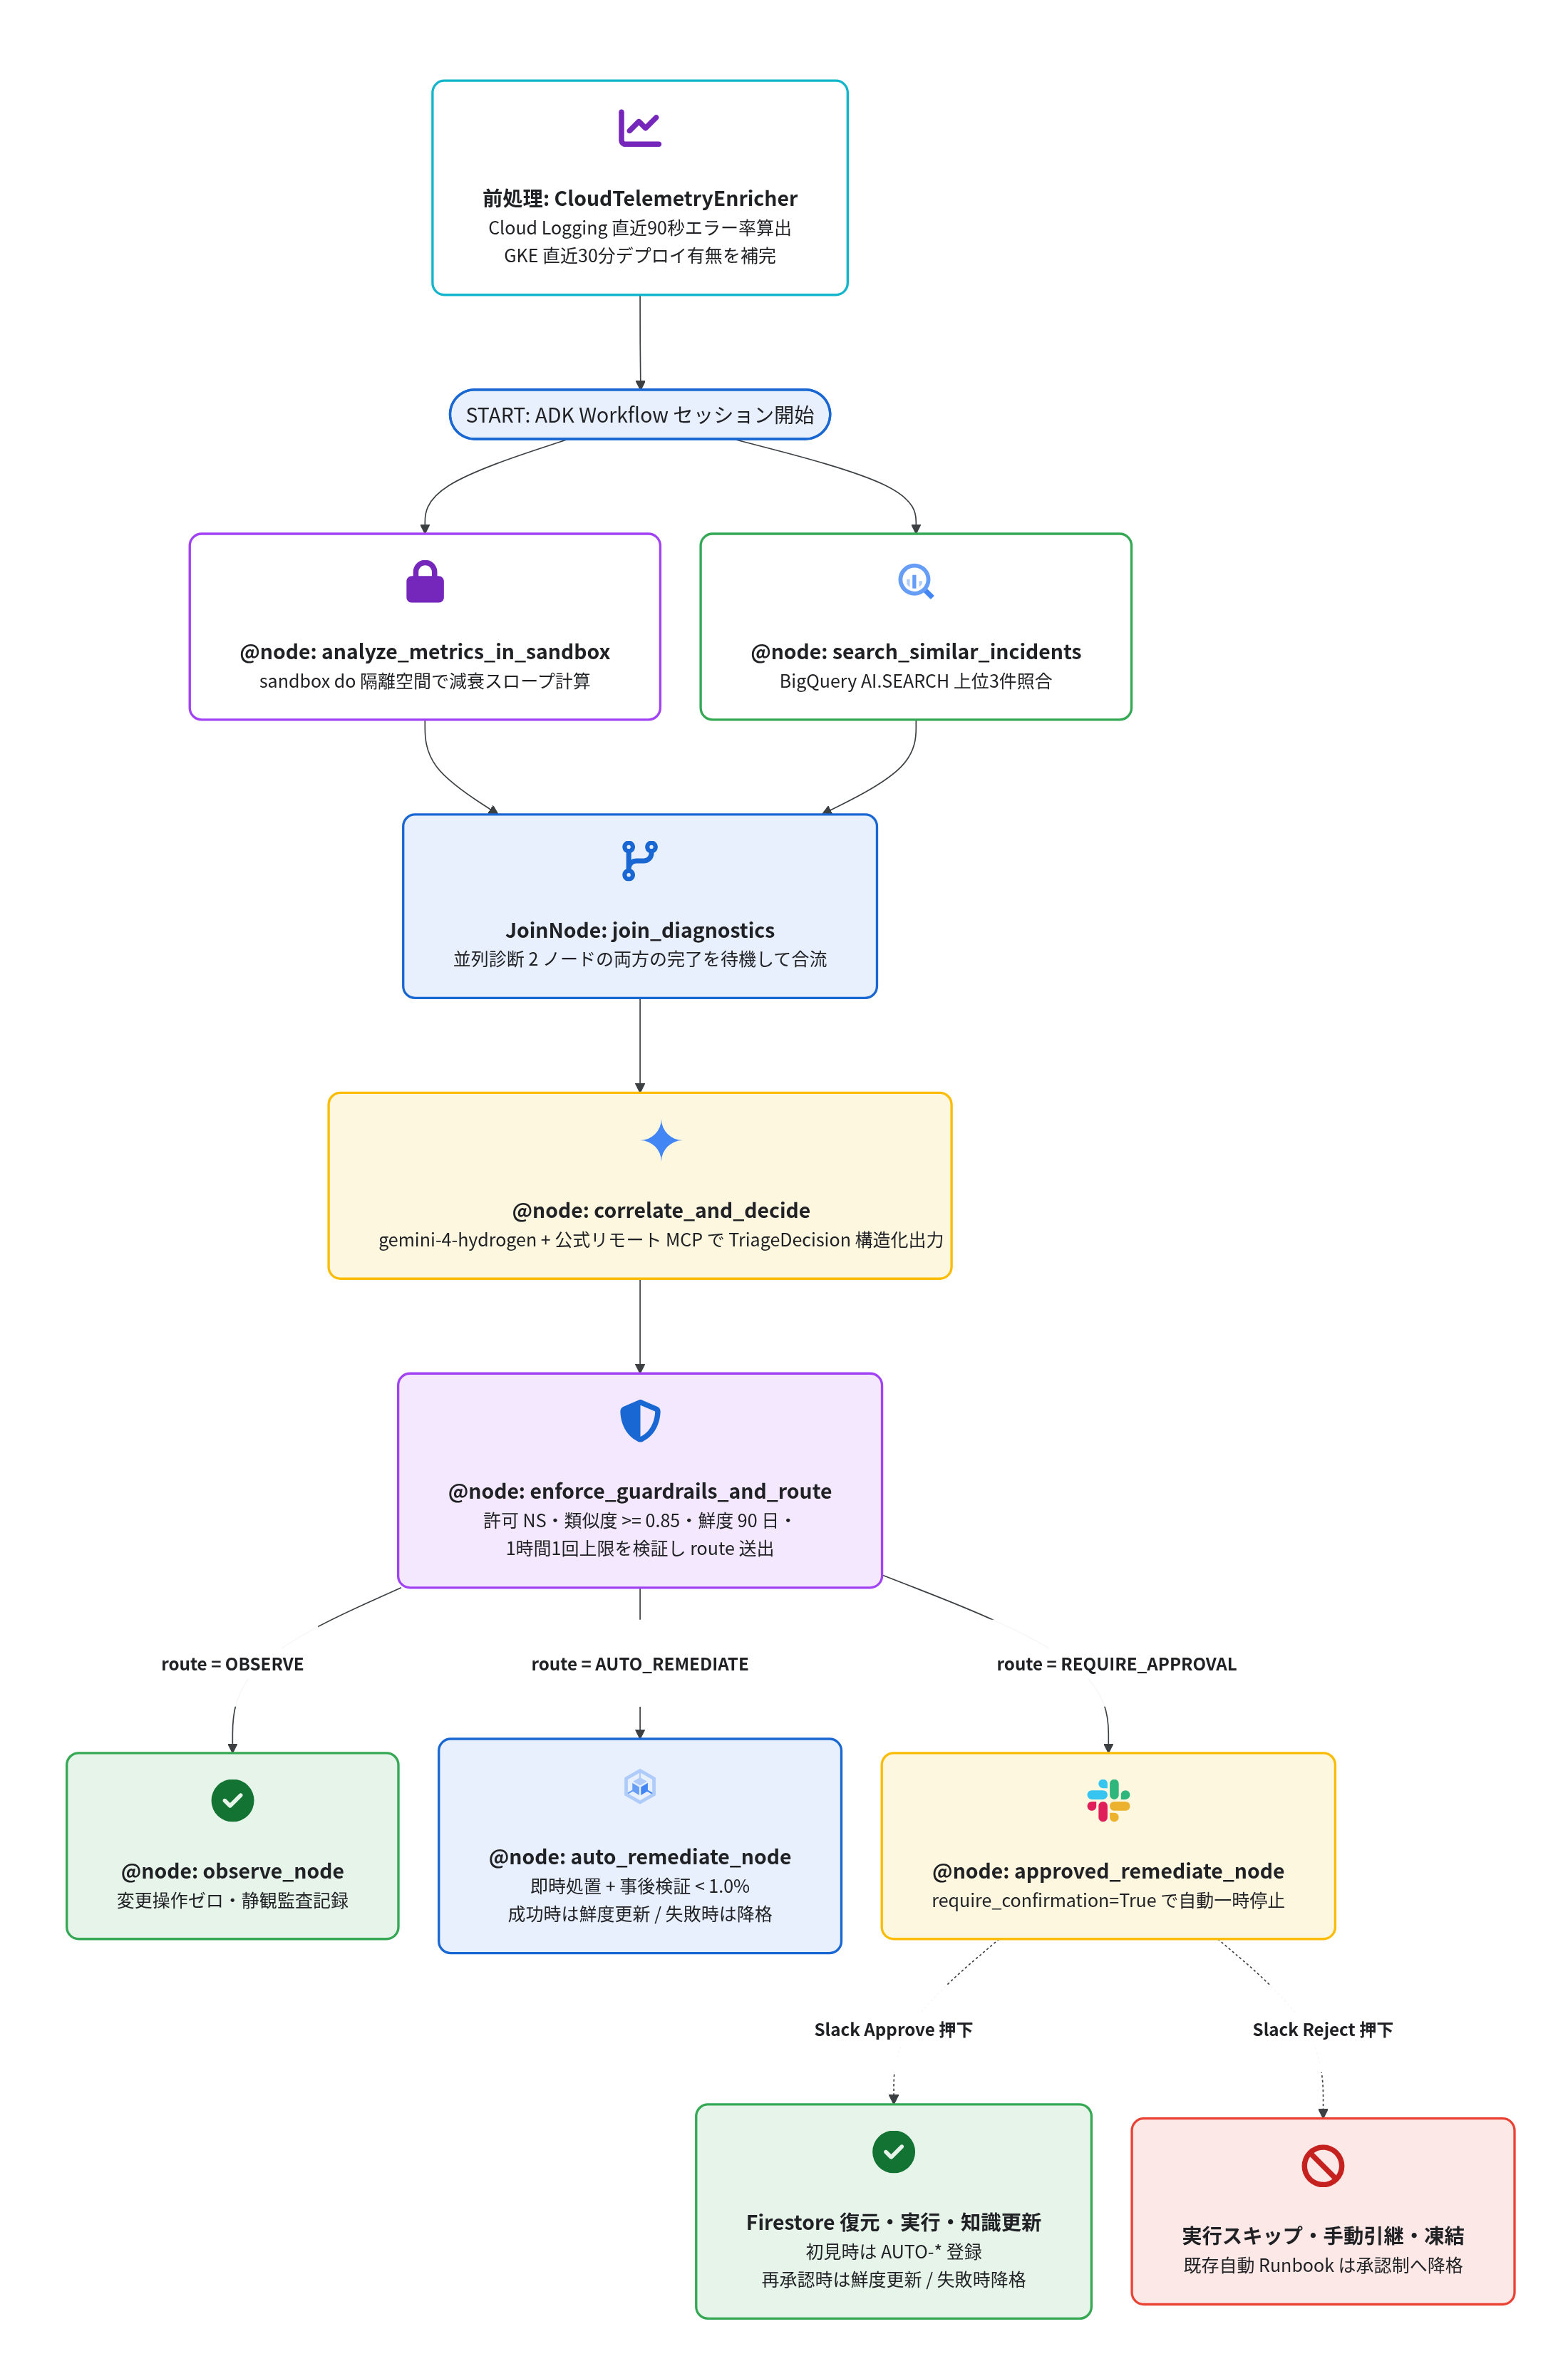 前処理: CloudTelemetryEnricher
Cloud Logging 直近90秒エラー率算出
GKE 直近30分デプロイ有無を補完
START: ADK Workflow セッション開始
@node: analyze_metrics_in_sandbox
sandbox do 隔離空間で減衰スロープ計算
@node: search_similar_incidents
BigQuery AI.SEARCH 上位3件照合
JoinNode: join_diagnostics
並列診断 2 ノードの両方の完了を待機して合流
@node: correlate_and_decide
gemini-4-hydrogen + 公式リモート MCP で TriageDecision 構造化出力
@node: enforce_guardrails_and_route
許可 NS・類似度 >= 0.85・鮮度 90 日・
1時間1回上限を検証し route 送出
route = OBSERVE
route = AUTO_REMEDIATE
route = REQUIRE_APPROVAL
@node: observe_node
変更操作ゼロ・静観監査記録
@node: auto_remediate_node
即時処置 + 事後検証 < 1.0%
成功時は鮮度更新 / 失敗時は降格
@node: approved_remediate_node
require_confirmation=True で自動一時停止
Slack Approve 押下
Slack Reject 押下
Firestore 復元・実行・知識更新
初見時は AUTO-* 登録
再承認時は鮮度更新 / 失敗時降格
実行スキップ・手動引継・凍結
既存自動 Runbook は承認制へ降格